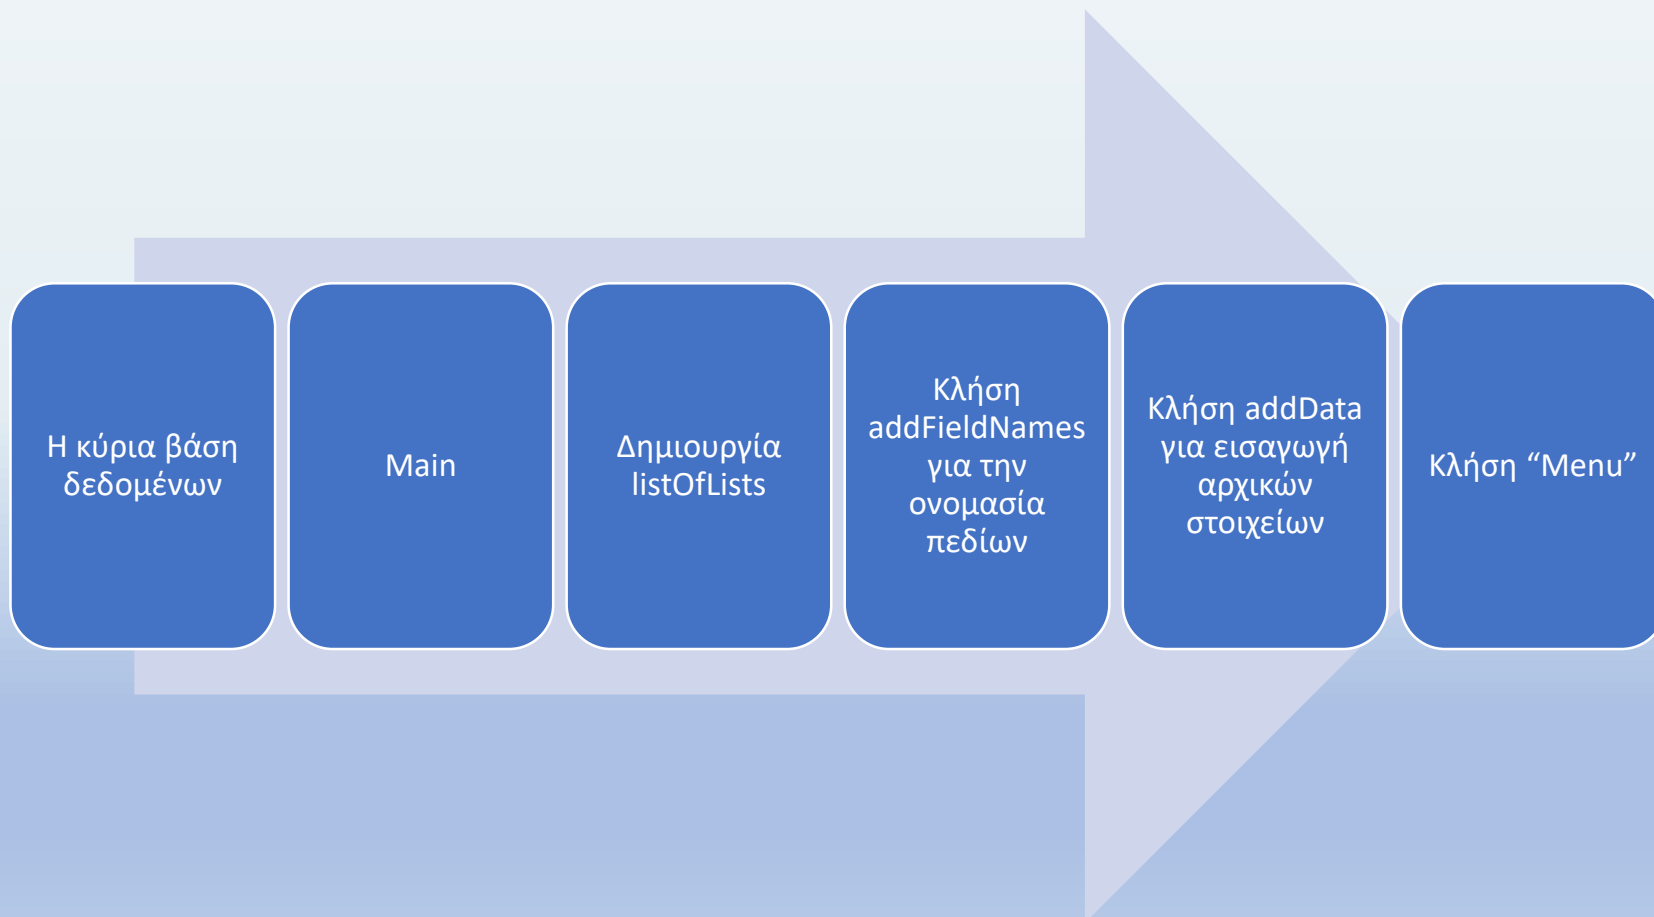 Η κύρια βάση
δεδομένων
Main
Δημιουργία
listOfLists
Κλήση
addFieldNames
για την
ονομασία
πεδίων
Κλήση addData
για εισαγωγή
αρχικών
στοιχείων
Κλήση “Menu”